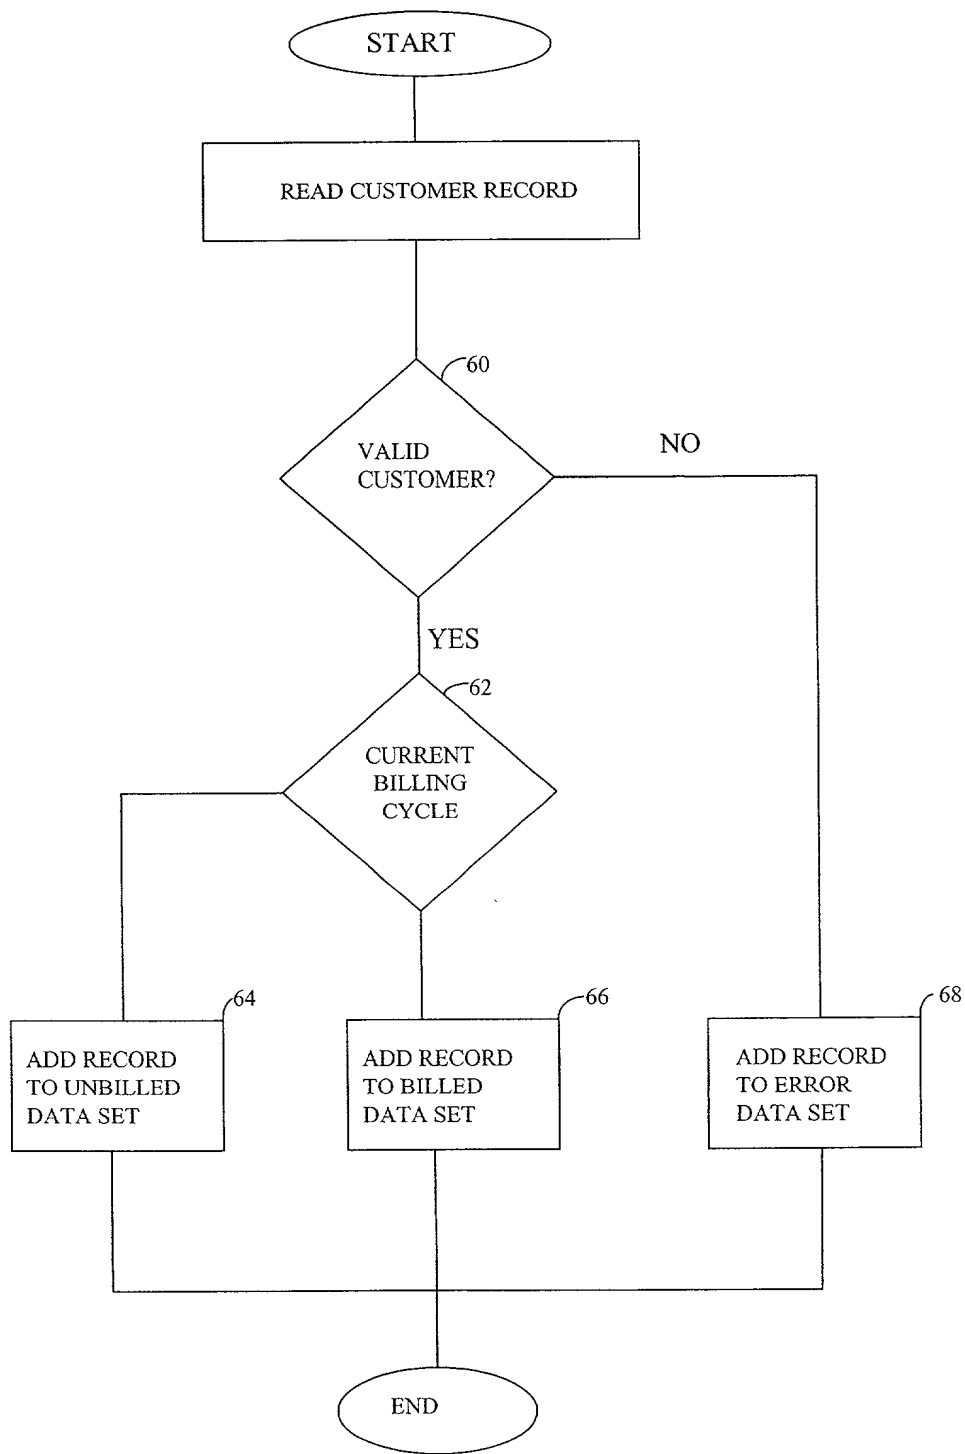 START
READ CUSTOMER RECORD
60
VALID
CUSTOMER?
NO
YES
62
CURRENT
BILLING
CYCLE
64
ADD RECORD
TO UNBILLED
DATA SET
66
ADD RECORD
TO BILLED
DATA SET
68
ADD RECORD
TO ERROR
DATA SET
END